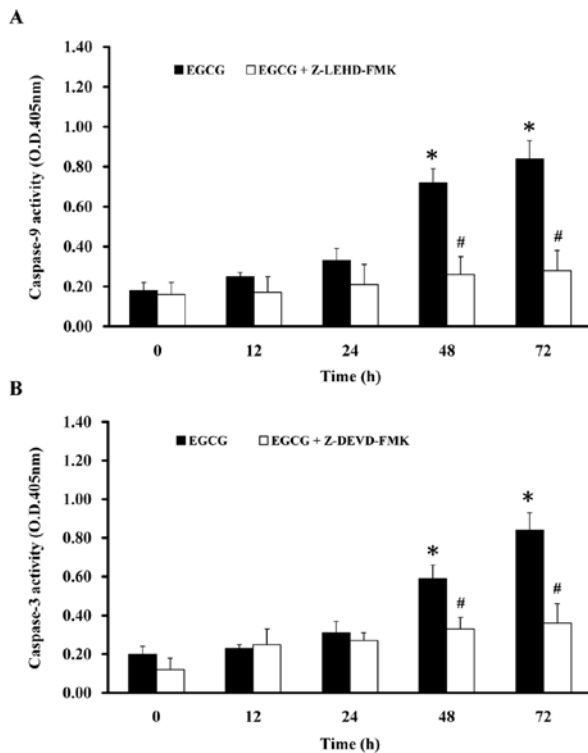 A
1.40
EGCG EGCG + Z-LEHD-FMK
1.20
1.00
*
*
0.80
0.60
0.40
#
#
0.20
0.00
Caspase-9 activity (O.D.405nm)
0 12 24 48 72
Time (h)
B
1.40
EGCG EGCG + Z-DEVD-FMK
1.20
1.00
*
0.80
*
0.60
#
#
0.40
0.20
0.00
Caspase-3 activity (O.D.405nm)
0 12 24 48 72
Time (h)